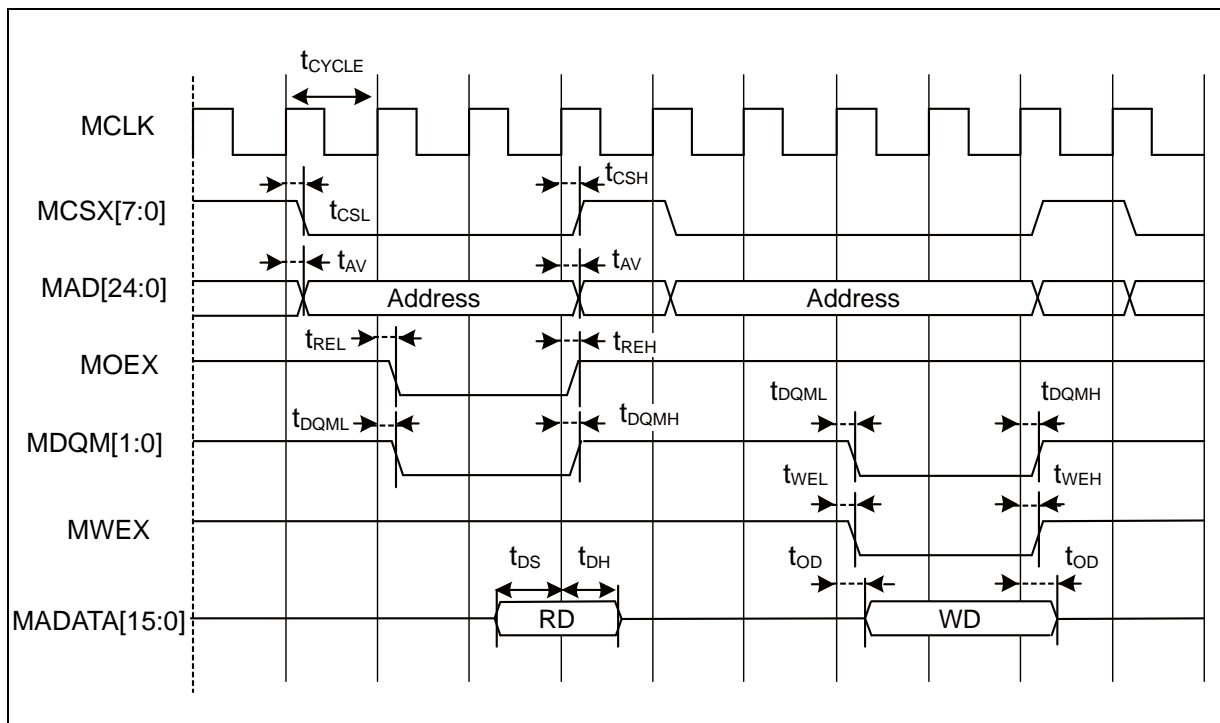 tCYCLE
MCLK
tCSH
MCSX[7:0]
tCSL
tAV
tAV
MAD[24:0]
Address
Address
tREL
tREH
MOEX
tDQML
tDQMH
tDQML
tDQMH
MDQM[1:0]
tWEL
tWEH
MWEX
tDS
tDH
tOD
tOD
MADATA[15:0]
RD
WD